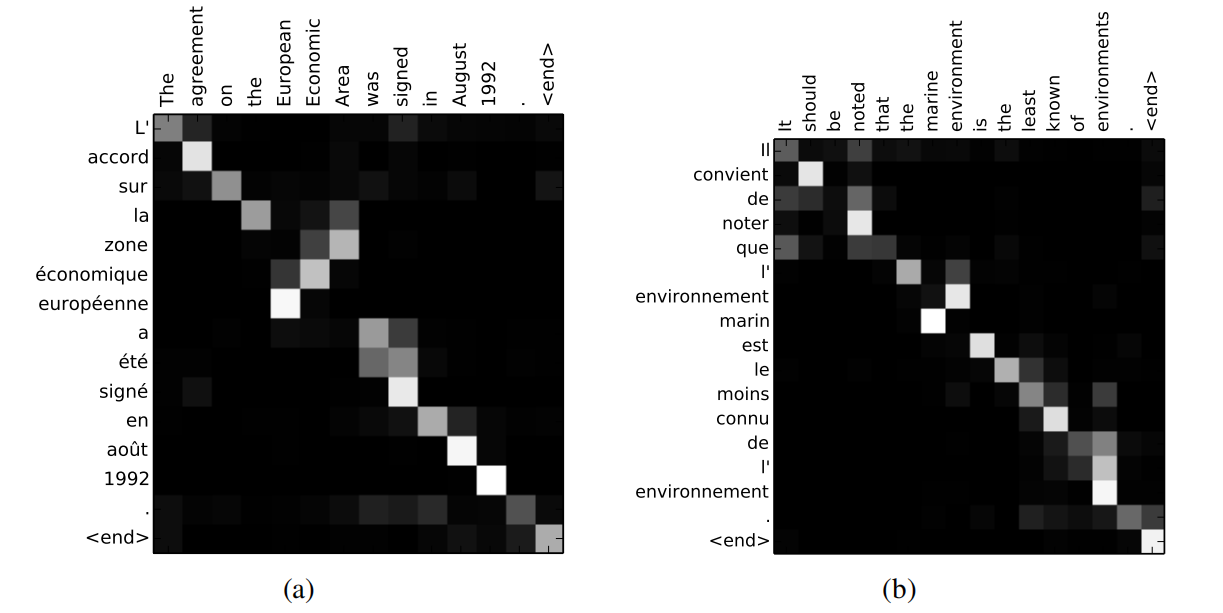 The
agreement
on
the
European
Economic
Area
was
signed
in
August
1992
.
<end>
L'
accord
sur
la
zone
économique
européenne
a
été
signé
en
août
1992
.
<end>
(a)
It
should
be
noted
that
the
marine
environment
is
the
least
known
of
environments
.
<end>
Il
convient
de
noter
que
l'
environnement
marin
est
le
moins
connu
de
l'
environnement
.
<end>
(b)